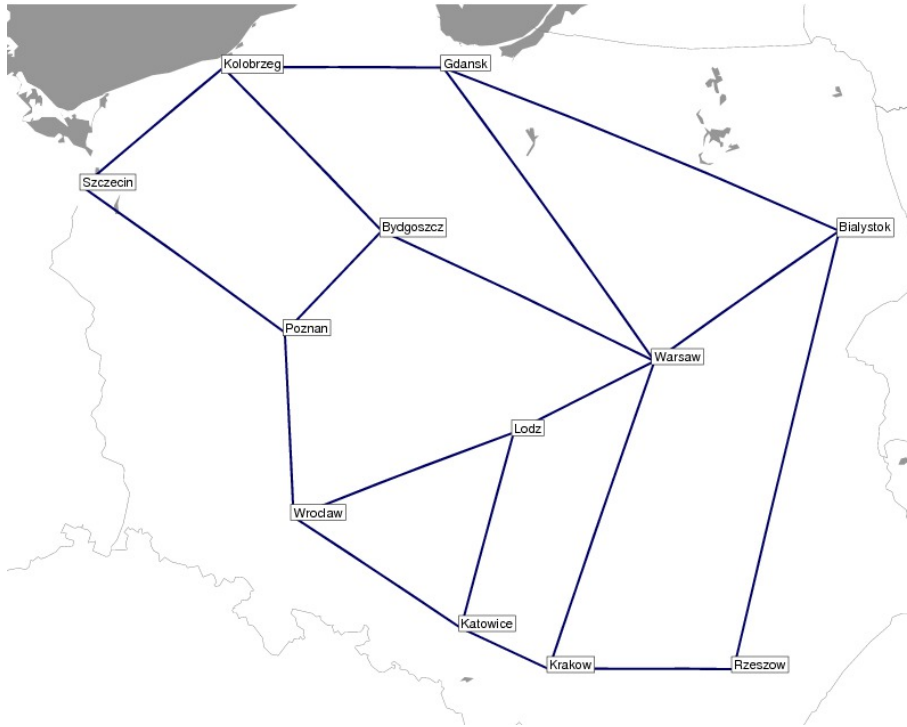 Kolobrzeg
Gdansk
Szczecin
Bydgoszcz
Bialystok
Poznan
Warsaw
Lodz
Wroclaw
Katowice
Krakow
Rzeszow